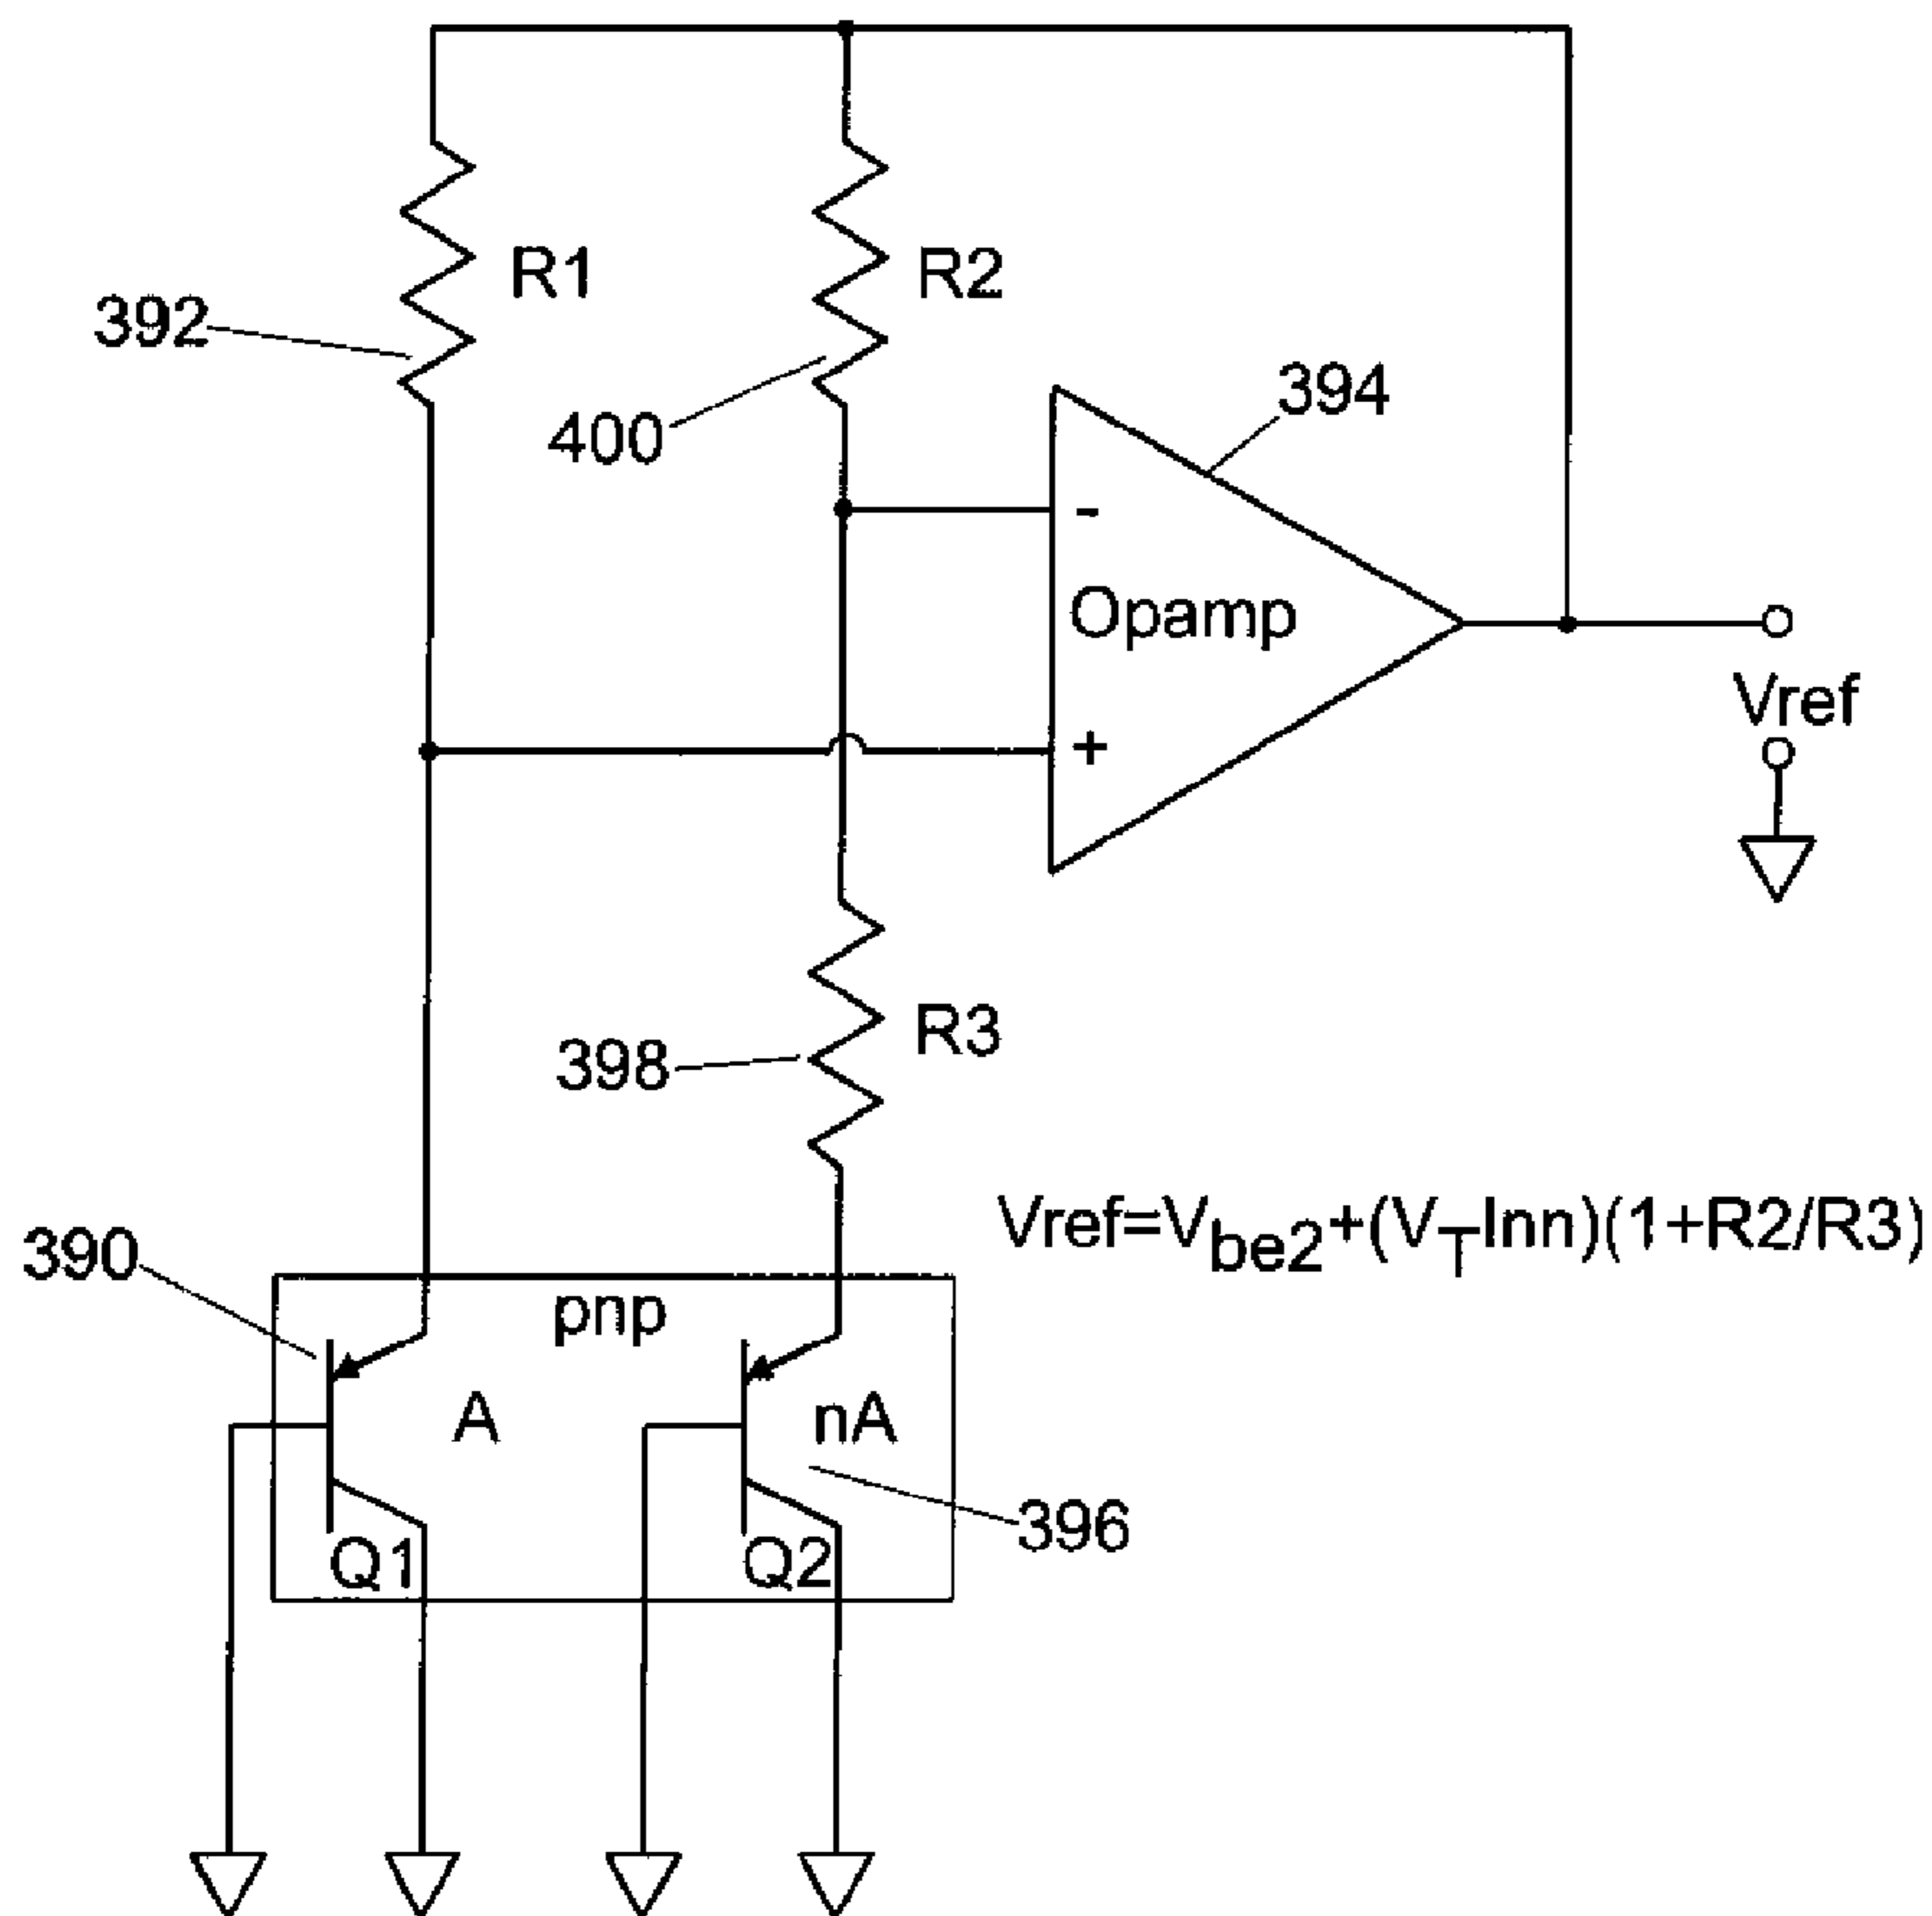 R1
R2
392
400
394
-
Opamp
+
Vref
R3
398
Vref=Vbe2+(VTlnn)(1+R2/R3)
390
pnp
A
nA
396
Q1
Q2